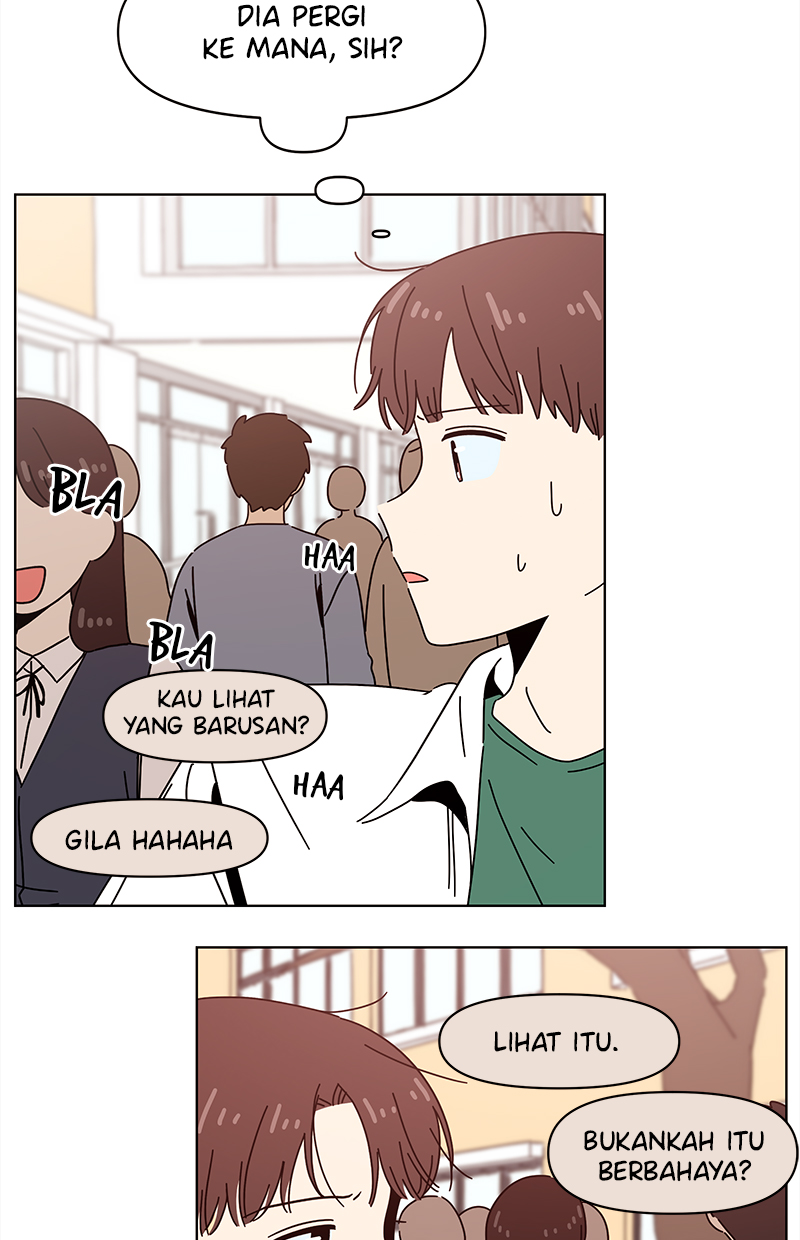 DIA PERGI
KE MANA, SIH?
BLA
HAA
BLA
KAU LIHAT
YANG BARUSAN?
HAA
GILA HAHAHA
LIHAT ITU.
BUKANKAH ITU
BERBAHAYA?